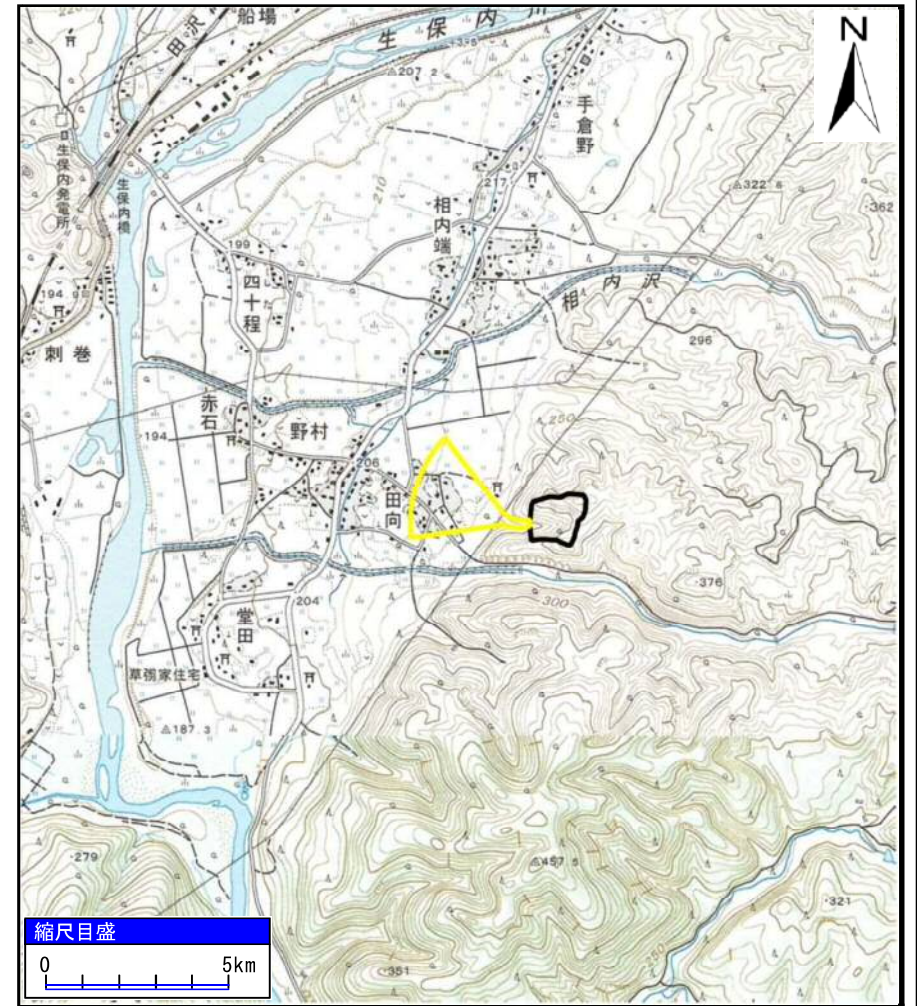 船場
田沢
生保内川
N
207.2
手倉野
生保内発電所
生保内橋
210
217
322.6
362
相内端
199
四十程
相内沢
194.9
刺巻
296
赤石
250
194
野村
206
田向
376
300
堂田
204
草彅家住宅
187.3
279
457.5
321
縮尺目盛
0 5km
351
250